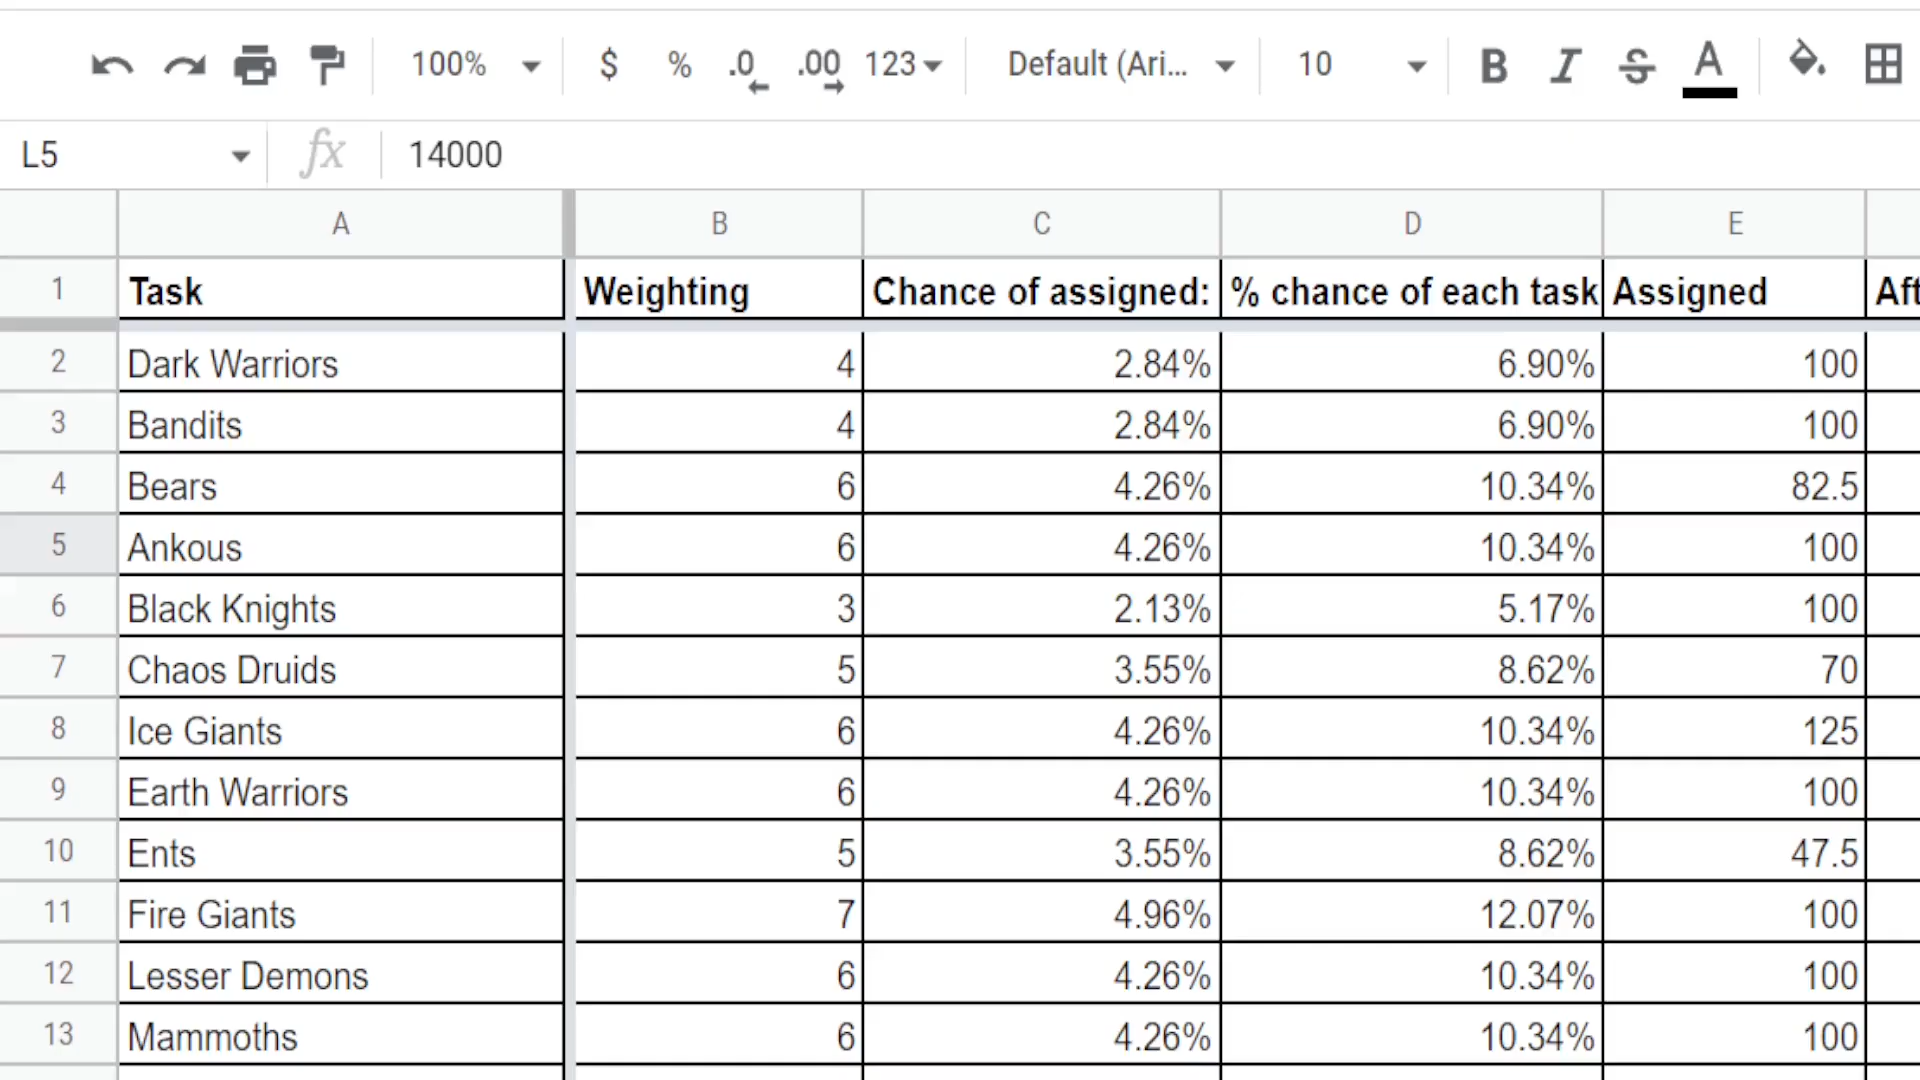 100% $ % .0 .00 123 Default (Ari... 10 B I S A
L5 fx 14000
A B C D E
1 Task Weighting Chance of assigned: % chance of each task Assigned Aft
2 Dark Warriors 4 2.84% 6.90% 100
3 Bandits 4 2.84% 6.90% 100
4 Bears 6 4.26% 10.34% 82.5
5 Ankous 6 4.26% 10.34% 100
6 Black Knights 3 2.13% 5.17% 100
7 Chaos Druids 5 3.55% 8.62% 70
8 Ice Giants 6 4.26% 10.34% 125
9 Earth Warriors 6 4.26% 10.34% 100
10 Ents 5 3.55% 8.62% 47.5
11 Fire Giants 7 4.96% 12.07% 100
12 Lesser Demons 6 4.26% 10.34% 100
13 Mammoths 6 4.26% 10.34% 100